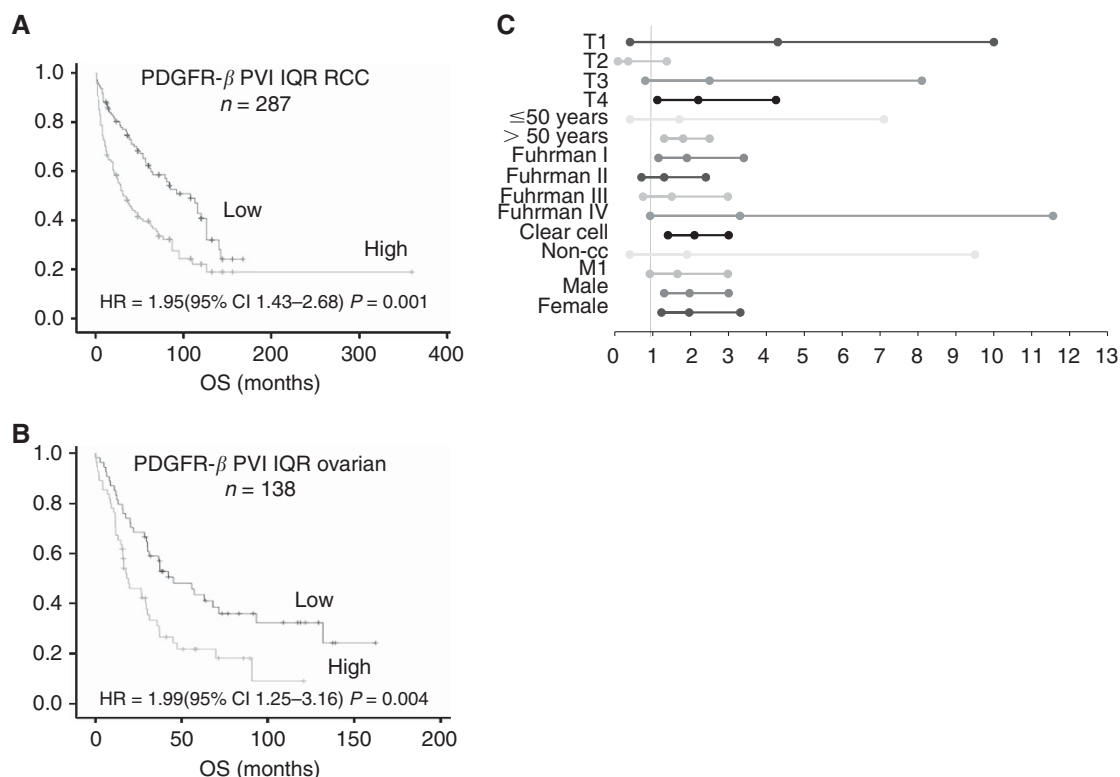 A
PDGFR-β PVI IQR RCC
n = 287
1.0
0.8
0.6
0.4
0.2
0.0
Low
High
HR = 1.95(95% CI 1.43–2.68) P = 0.001
0 100 200 300 400
OS (months)
B
PDGFR-β PVI IQR ovarian
n = 138
1.0
0.8
0.6
0.4
0.2
0.0
Low
High
HR = 1.99(95% CI 1.25–3.16) P = 0.004
0 50 100 150 200
OS (months)
C
T1
T2
T3
T4
≤50 years
> 50 years
Fuhrman I
Fuhrman II
Fuhrman III
Fuhrman IV
Clear cell
Non-cc
M1
Male
Female
0 1 2 3 4 5 6 7 8 9 10 11 12 13